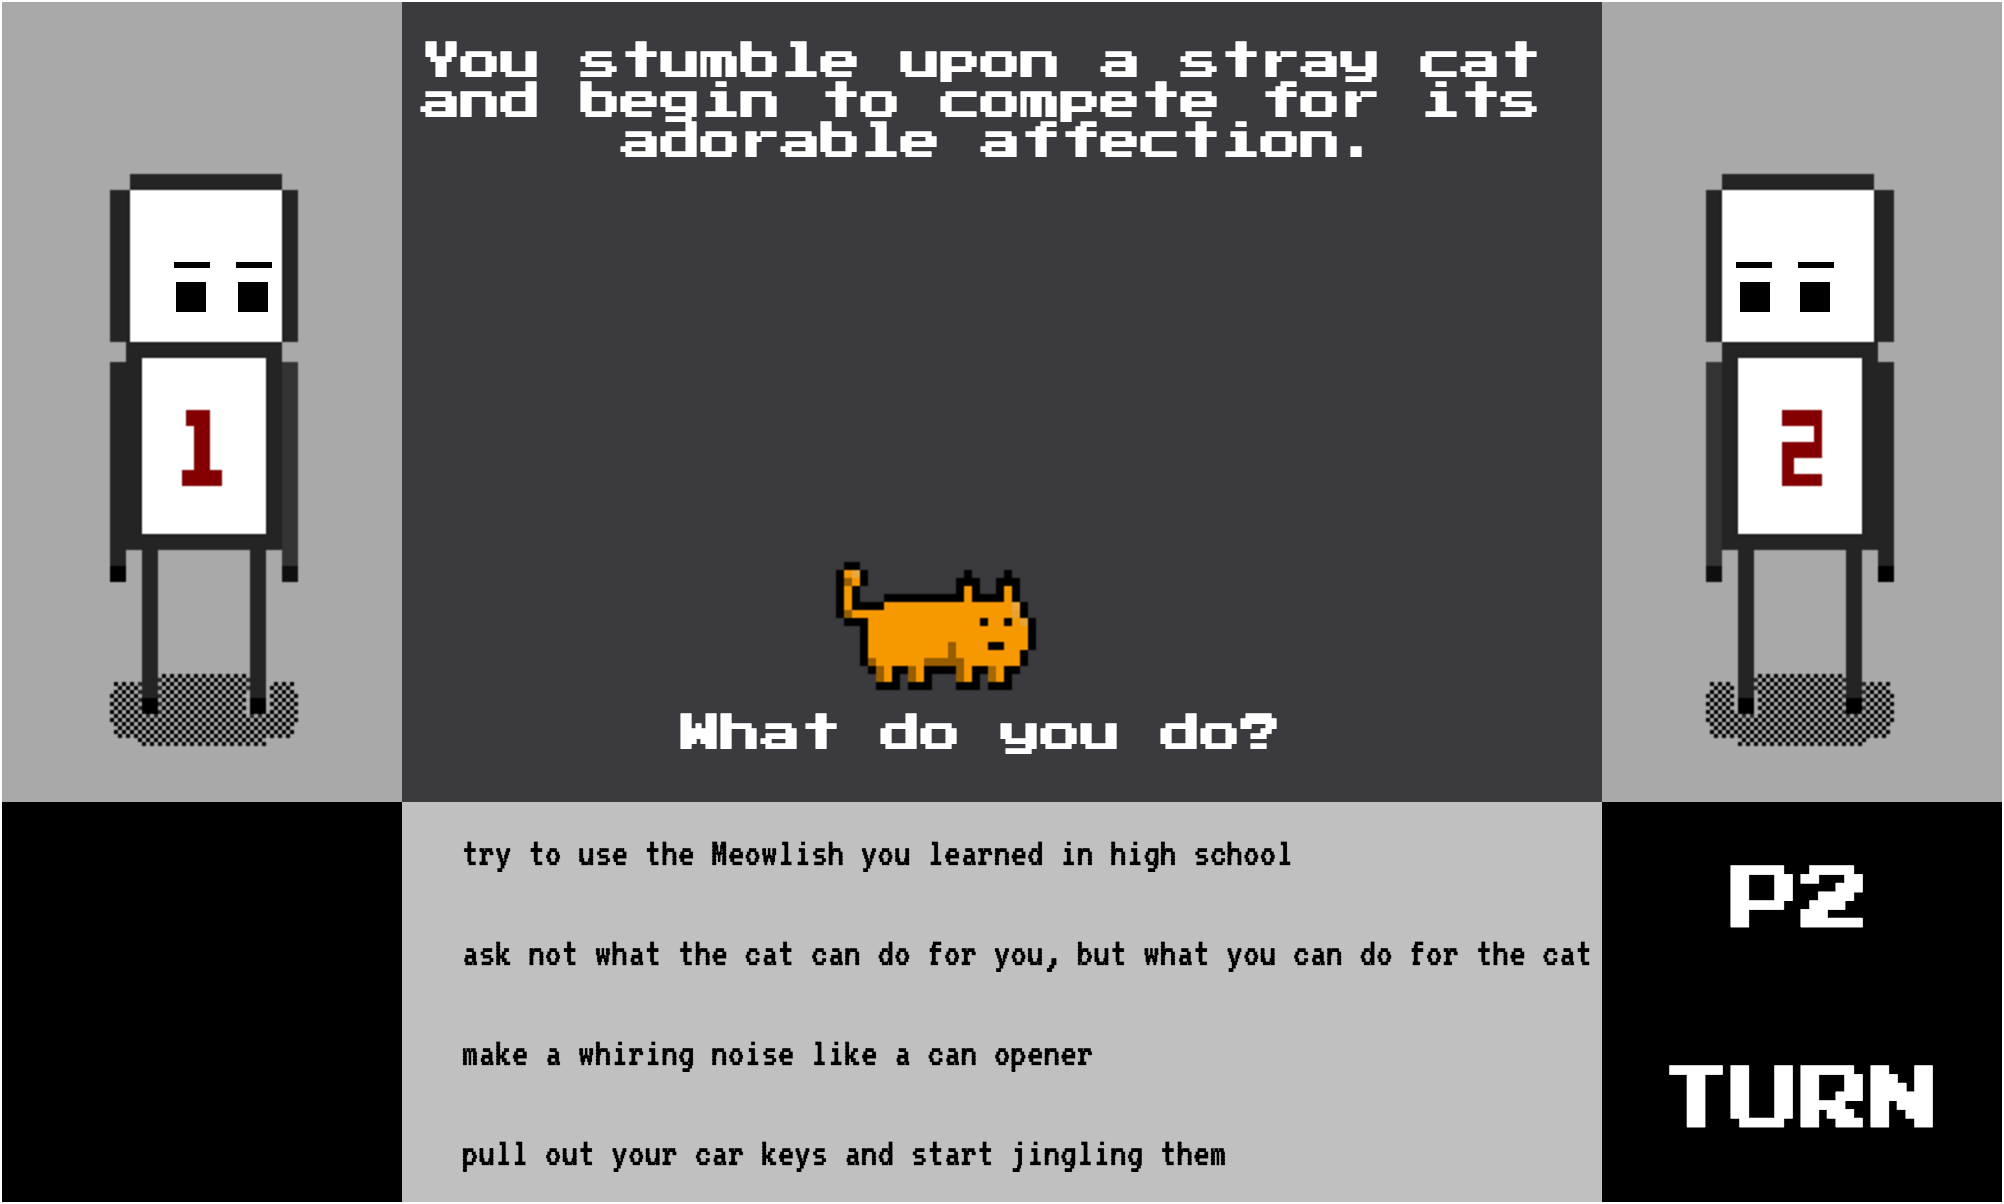 You stumble upon a stray cat
and begin to compete for its
adorable affection.
1
2
What do you do?
try to use the Meowlish you learned in high school
ask not what the cat can do for you, but what you can do for the cat
make a whiring noise like a can opener
pull out your car keys and start jingling them
P2
TURN